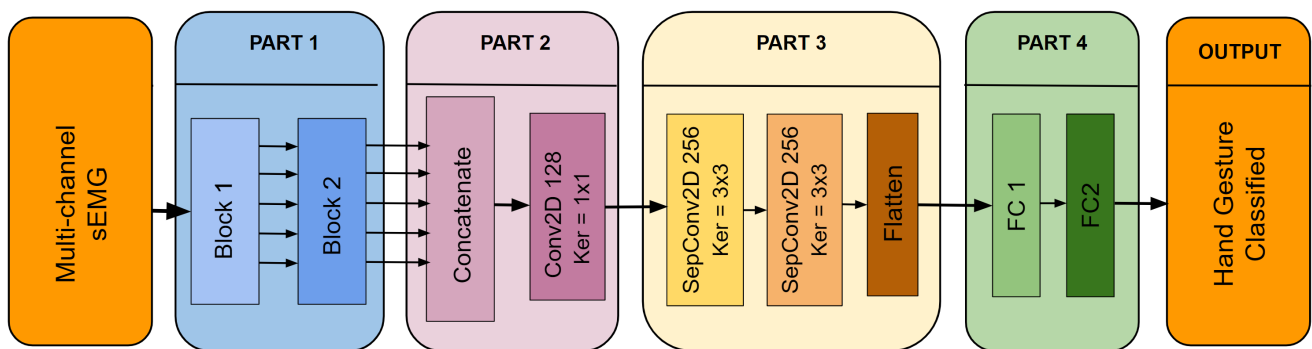 Multi-channel
sEMG
PART 1
Block 1
Block 2
PART 2
Concatenate
Conv2D 128
Ker = 1x1
PART 3
SepConv2D 256
Ker = 3x3
SepConv2D 256
Ker = 3x3
Flatten
PART 4
FC 1
FC2
OUTPUT
Hand Gesture
Classified